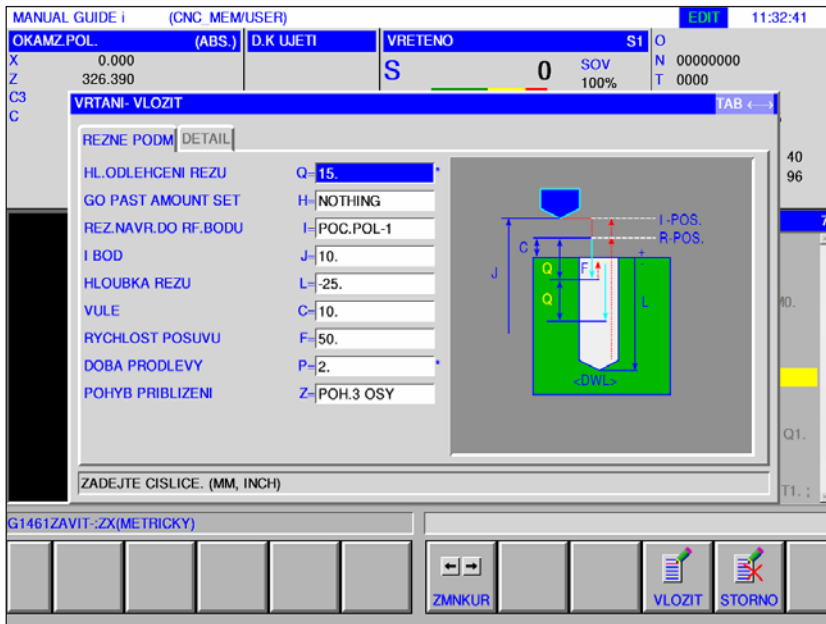 MANUAL GUIDE i (CNC_MEM/USER) EDIT 11:32:41
OKAMZ.POL. (ABS.) D.K UJETI VRETENO S1 O
X 0.000
Z 326.390
C3
C
S 0 SOV
100%
N 00000000
T 0000
VRTANI- VLOZIT TAB ←→
REZNE PODM DETAIL
HL.ODLEHCENI REZU Q=15. *
GO PAST AMOUNT SET H=NOTHING
REZ.NAVR.DO RF.BODU I=POC.POL-1
I BOD J=10.
HLOUBKA REZU L=-25.
VULE C=10.
RYCHLOST POSUVU F=50.
DOBA PRODLEVY P=2. *
POHYB PRIBLIZENI Z=POH.3 OSY
I-POS.
R-POS.
C
J
Q
F
+
-
Q
L
<DWL>
40
96
7
M0.
Q1.
T1. ;
ZADEJTE CISLICE. (MM, INCH)
G1461ZAVIT-:ZX(METRICKY)
ZMNKUR VLOZIT STORNO